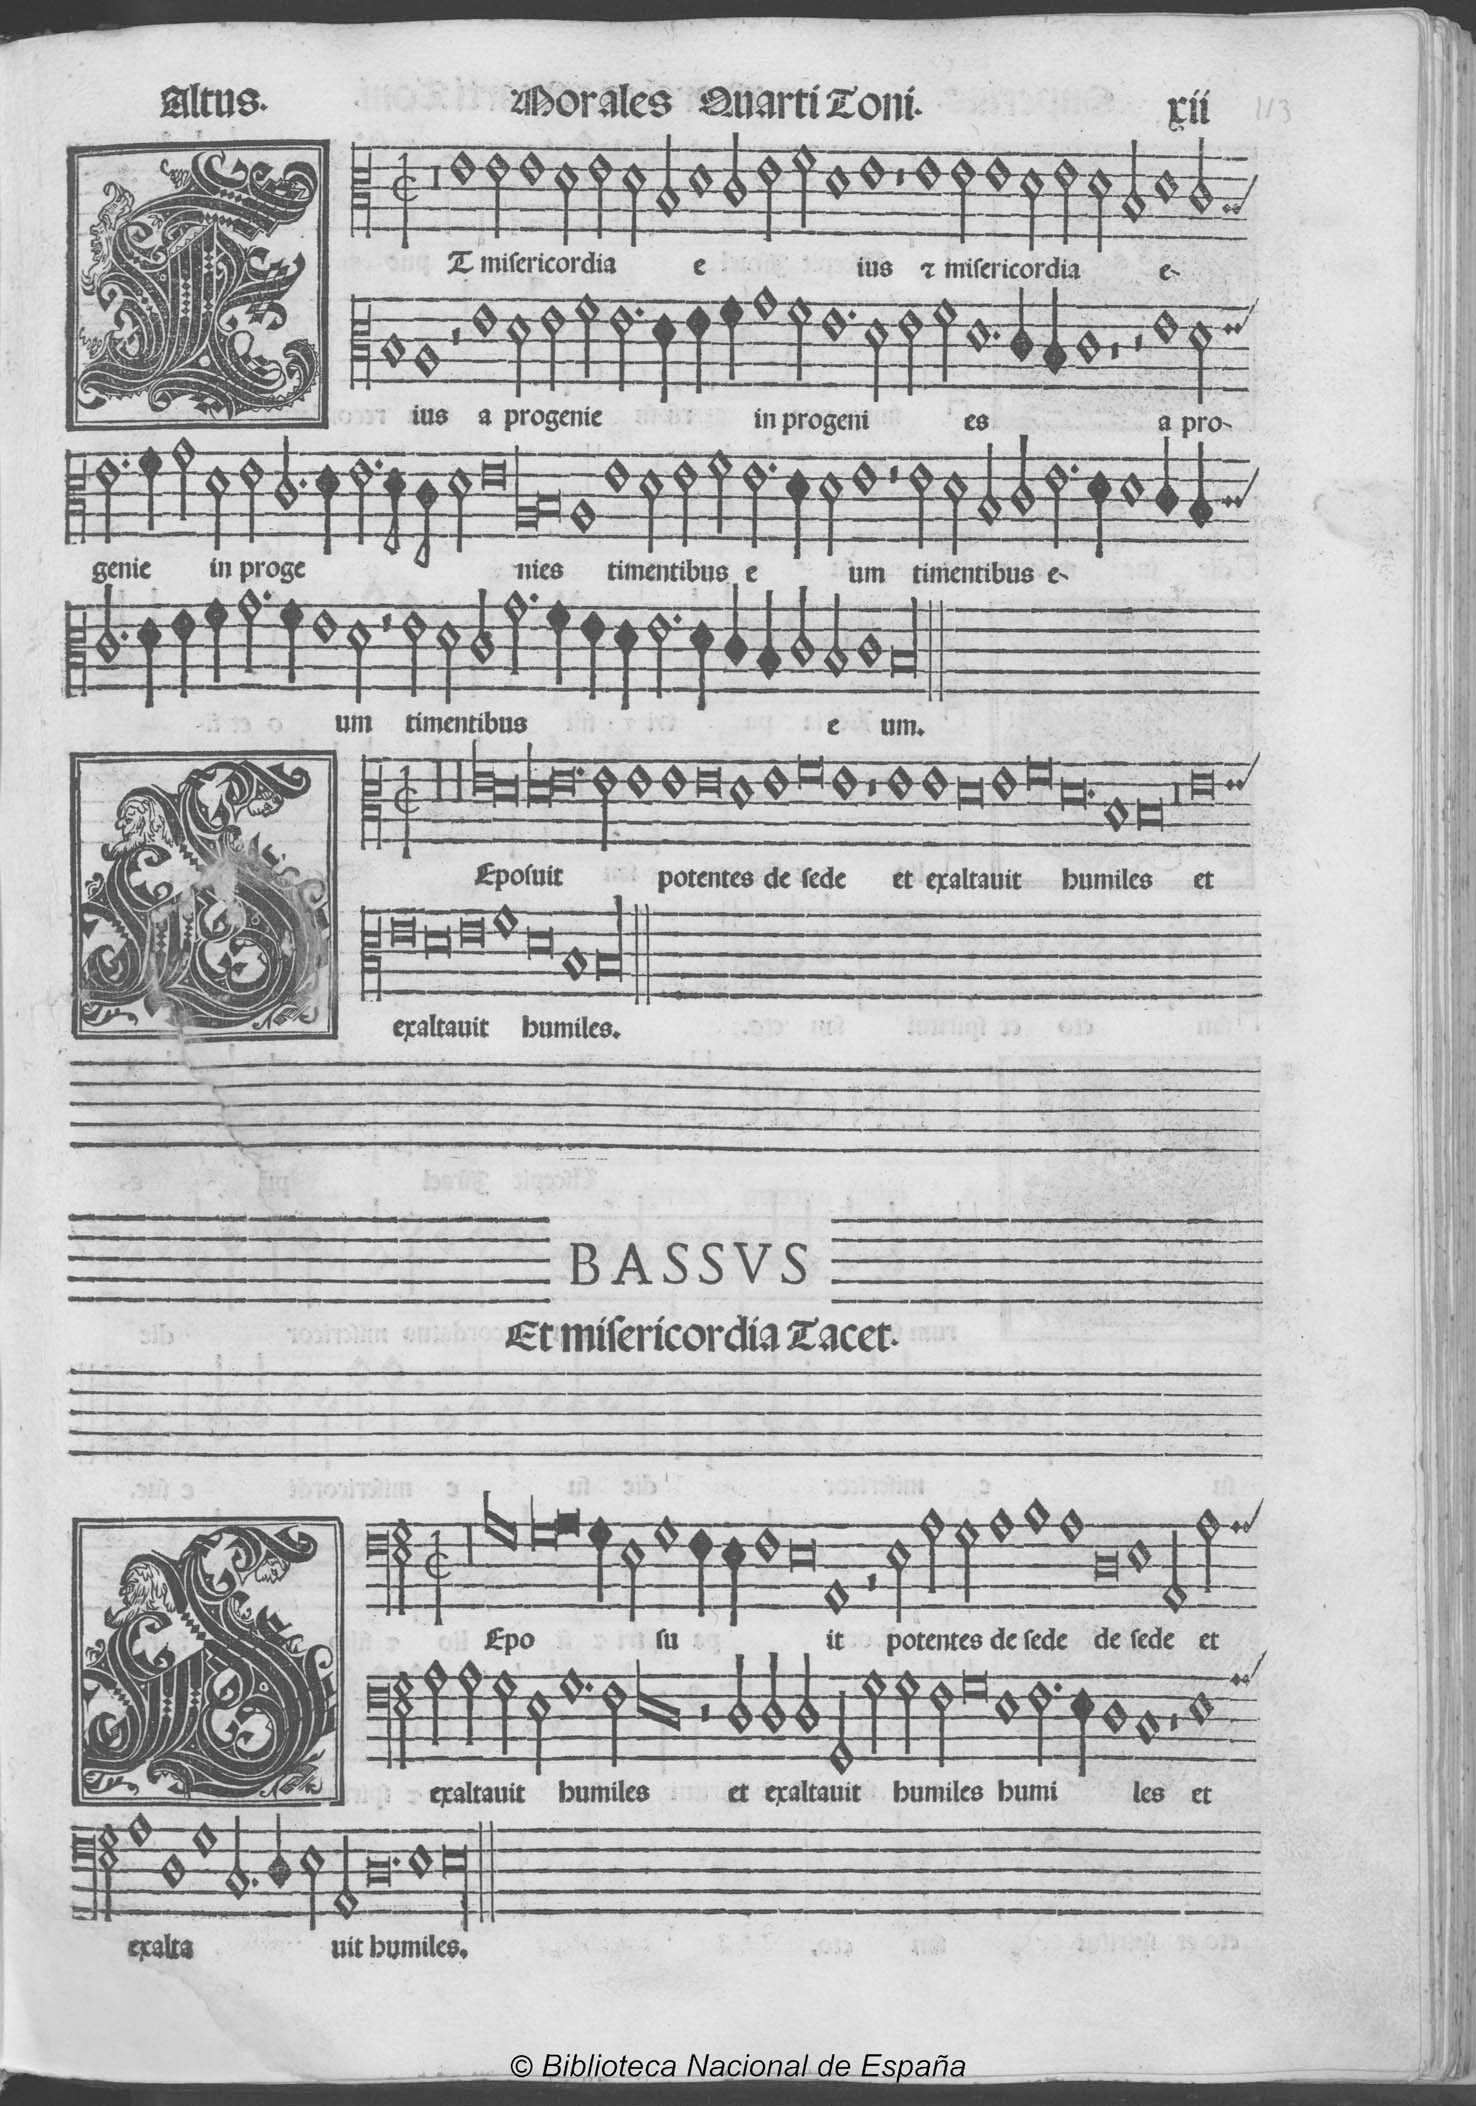 Altus. Morales Quarti Toni. xii 113
ET misericordia e ius ⁊ misericordia e-
ius a progenie in progeni es a pro-
genie in proge nies timentibus e um timentibus e-
um timentibus e um.
DEposuit potentes de sede et exaltauit humiles et
exaltauit humiles.
BASSVS
Et misericordia Tacet.
DEpo su it potentes de sede de sede et
exaltauit humiles et exaltauit humiles humi les et
exalta uit humiles.
© Biblioteca Nacional de España